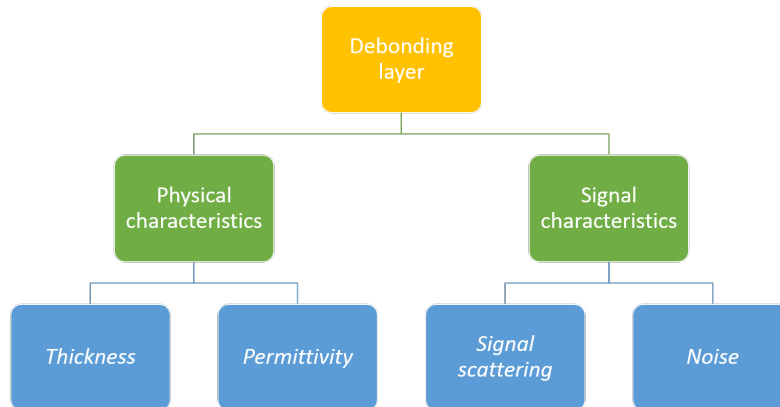 Debonding
layer
Physical
characteristics
Signal
characteristics
Thickness
Permittivity
Signal
scattering
Noise